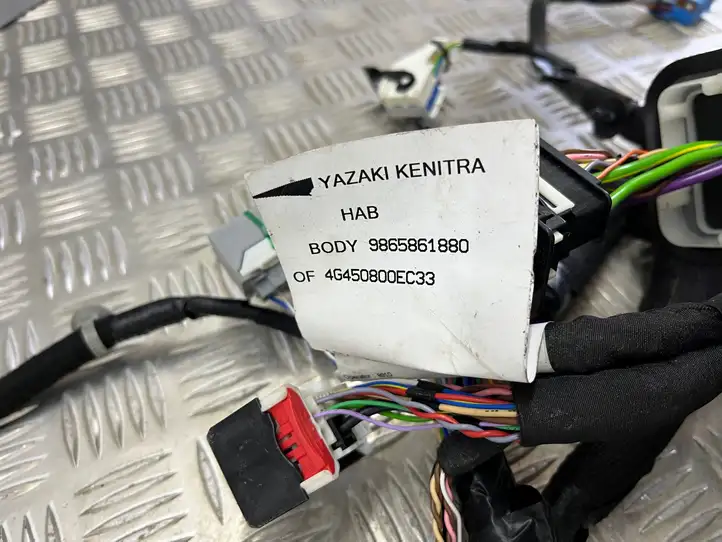 YAZAKI KENITRA
HAB
BODY 9865861880
OF 4G450800EC33